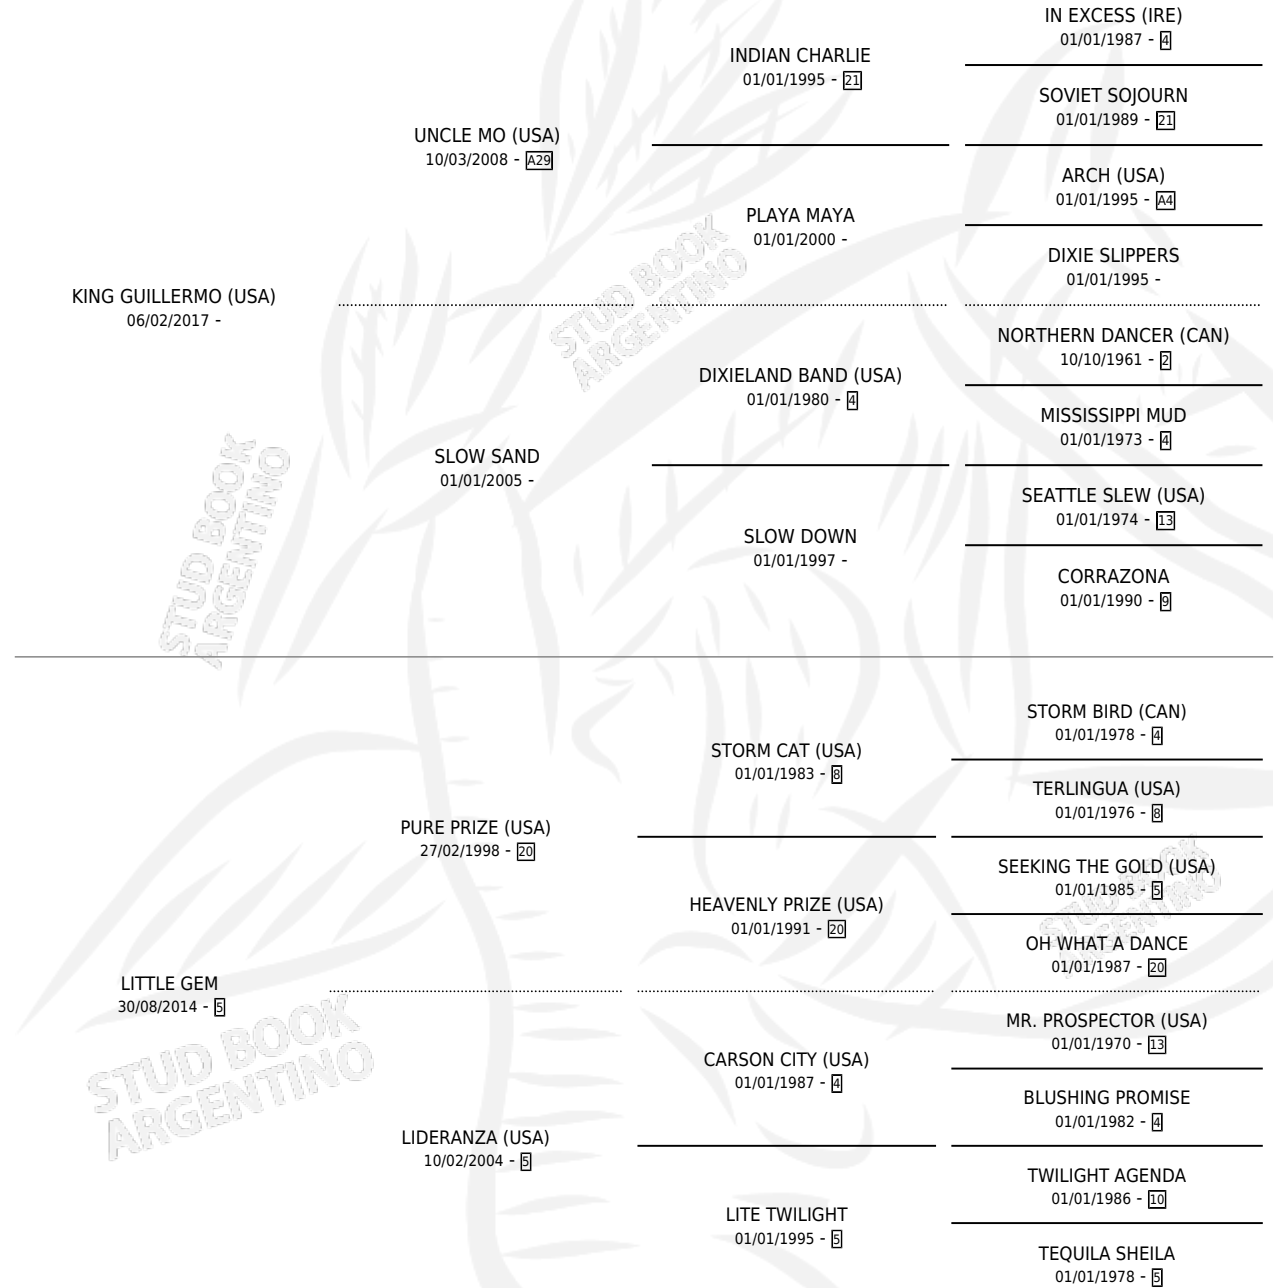 IN EXCESS (IRE)
01/01/1987 - 4
INDIAN CHARLIE
01/01/1995 - 21
SOVIET SOJOURN
01/01/1989 - 21
UNCLE MO (USA)
10/03/2008 - A29
ARCH (USA)
01/01/1995 - A4
PLAYA MAYA
01/01/2000 -
DIXIE SLIPPERS
01/01/1995 -
KING GUILLERMO (USA)
06/02/2017 -
NORTHERN DANCER (CAN)
10/10/1961 - 2
DIXIELAND BAND (USA)
01/01/1980 - 4
MISSISSIPPI MUD
01/01/1973 - 4
SLOW SAND
01/01/2005 -
SEATTLE SLEW (USA)
01/01/1974 - 13
SLOW DOWN
01/01/1997 -
CORRAZONA
01/01/1990 - 9
STORM BIRD (CAN)
01/01/1978 - 4
STORM CAT (USA)
01/01/1983 - 8
TERLINGUA (USA)
01/01/1976 - 8
PURE PRIZE (USA)
27/02/1998 - 20
SEEKING THE GOLD (USA)
01/01/1985 - 5
HEAVENLY PRIZE (USA)
01/01/1991 - 20
OH WHAT A DANCE
01/01/1987 - 20
LITTLE GEM
30/08/2014 - 5
MR. PROSPECTOR (USA)
01/01/1970 - 13
CARSON CITY (USA)
01/01/1987 - 4
BLUSHING PROMISE
01/01/1982 - 4
LIDERANZA (USA)
10/02/2004 - 5
TWILIGHT AGENDA
01/01/1986 - 10
LITE TWILIGHT
01/01/1995 - 5
TEQUILA SHEILA
01/01/1978 - 5
STUD BOOK
ARGENTINO
STUD BOOK
ARGENTINO
STUD BOOK
ARGENTINO
STUD BOOK
ARGENTINO